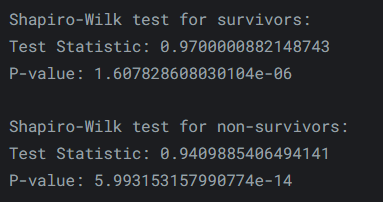 Shapiro-Wilk test for survivors:
Test Statistic: 0.9700000882148743
P-value: 1.607828608030104e-06
Shapiro-Wilk test for non-survivors:
Test Statistic: 0.9409885406494141
P-value: 5.993153157990774e-14